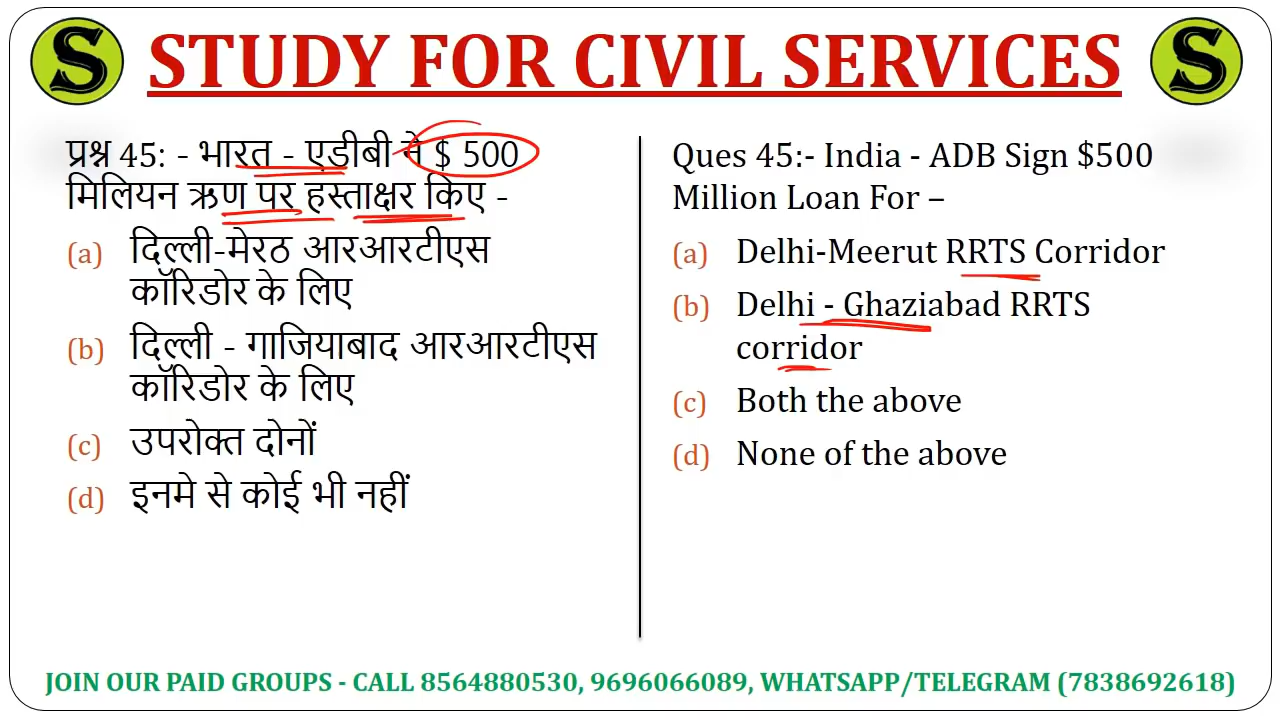 S
STUDY FOR CIVIL SERVICES
S
प्रश्न 45: - भारत - एडीबी ने $ 500
मिलियन ऋण पर हस्ताक्षर किए -
(a) दिल्ली-मेरठ आरआरटीएस
कॉरिडोर के लिए
(b) दिल्ली - गाजियाबाद आरआरटीएस
कॉरिडोर के लिए
(c) उपरोक्त दोनों
(d) इनमे से कोई भी नहीं
Ques 45:- India - ADB Sign $500
Million Loan For –
(a) Delhi-Meerut RRTS Corridor
(b) Delhi - Ghaziabad RRTS
corridor
(c) Both the above
(d) None of the above
JOIN OUR PAID GROUPS - CALL 8564880530, 9696066089, WHATSAPP/TELEGRAM (7838692618)